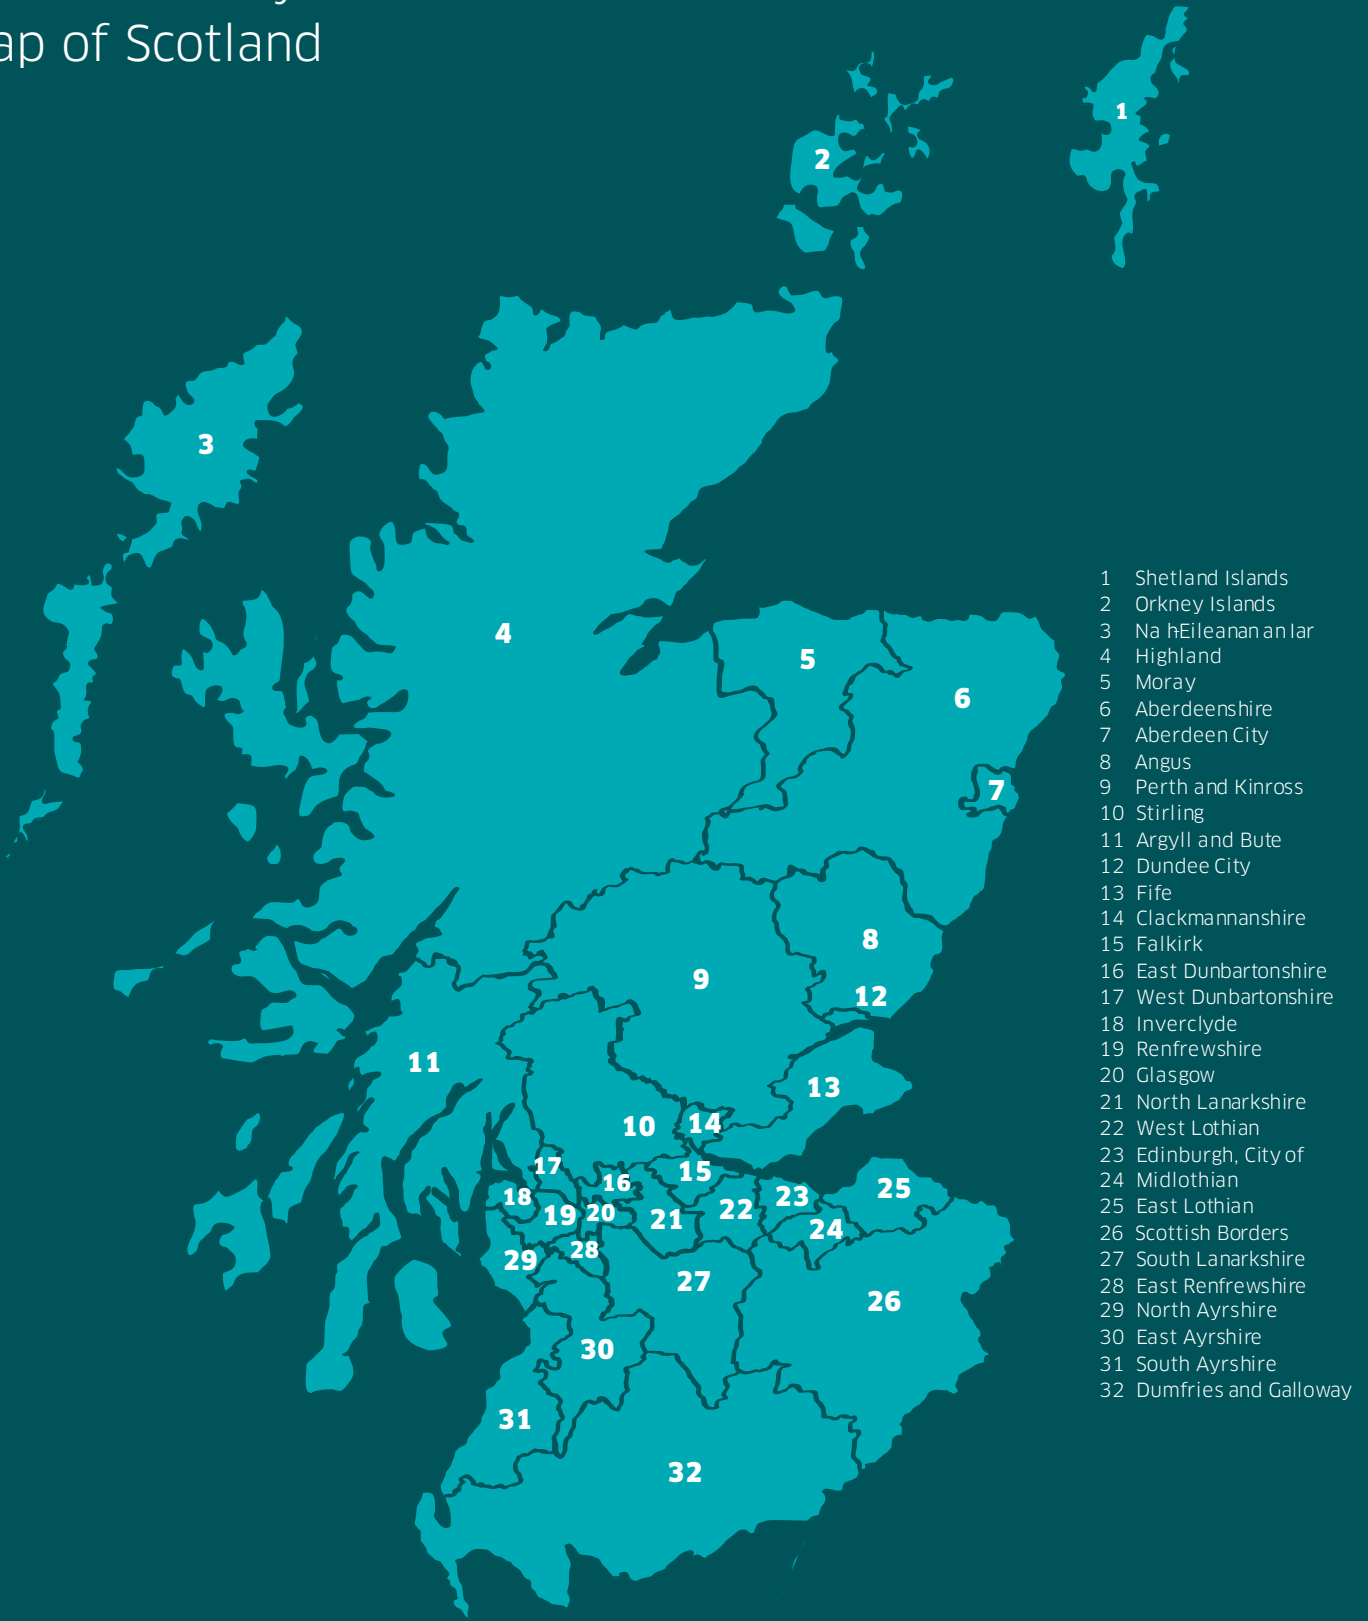 ap of Scotland
1
2
3
4
5
6
7
8
9
12
11
13
10
14
17
15
16
18
25
23
22
19
20
21
24
28
29
27
26
30
31
32
1 Shetland Islands
2 Orkney Islands
3 Na h-Eileanan an Iar
4 Highland
5 Moray
6 Aberdeenshire
7 Aberdeen City
8 Angus
9 Perth and Kinross
10 Stirling
11 Argyll and Bute
12 Dundee City
13 Fife
14 Clackmannanshire
15 Falkirk
16 East Dunbartonshire
17 West Dunbartonshire
18 Inverclyde
19 Renfrewshire
20 Glasgow
21 North Lanarkshire
22 West Lothian
23 Edinburgh, City of
24 Midlothian
25 East Lothian
26 Scottish Borders
27 South Lanarkshire
28 East Renfrewshire
29 North Ayrshire
30 East Ayrshire
31 South Ayrshire
32 Dumfries and Galloway